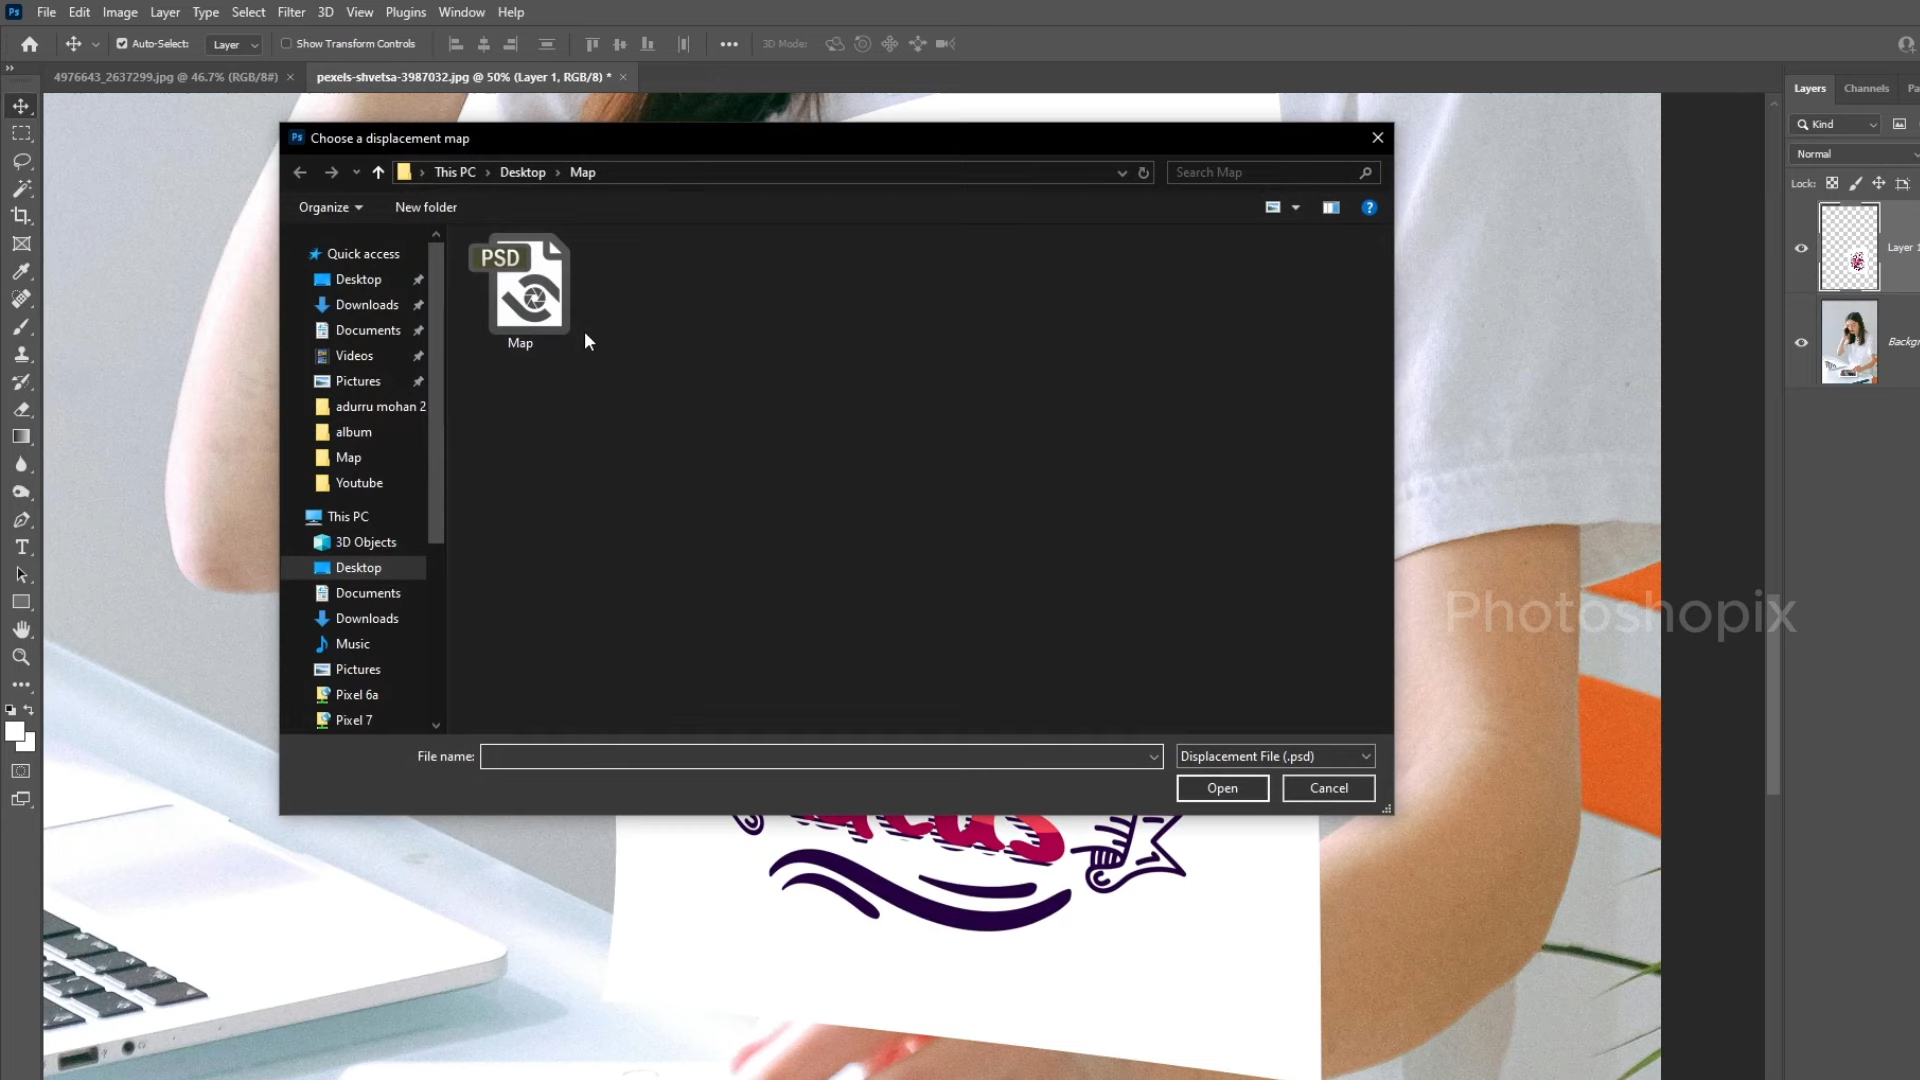 Ps File Edit Image Layer Type Select Filter 3D View Plugins Window Help
Auto-Select: Layer Show Transform Controls ••• 3D Mode:
4976643_2637299.jpg @ 46.7% (RGB/8#) × pexels-shvetsa-3987032.jpg @ 50% (Layer 1, RGB/8) * ×
Layers Channels Pa
Kind
Normal
Lock:
Layer 1
Backgr
Ps Choose a displacement map
This PC › Desktop › Map
Search Map
Organize New folder
Quick access
Desktop
Downloads
Documents
Videos
Pictures
adurru mohan 2
album
Map
Youtube
This PC
3D Objects
Desktop
Documents
Downloads
Music
Pictures
Pixel 6a
Pixel 7
PSD
Map
File name:
Displacement File (.psd)
Open Cancel
Photoshopix